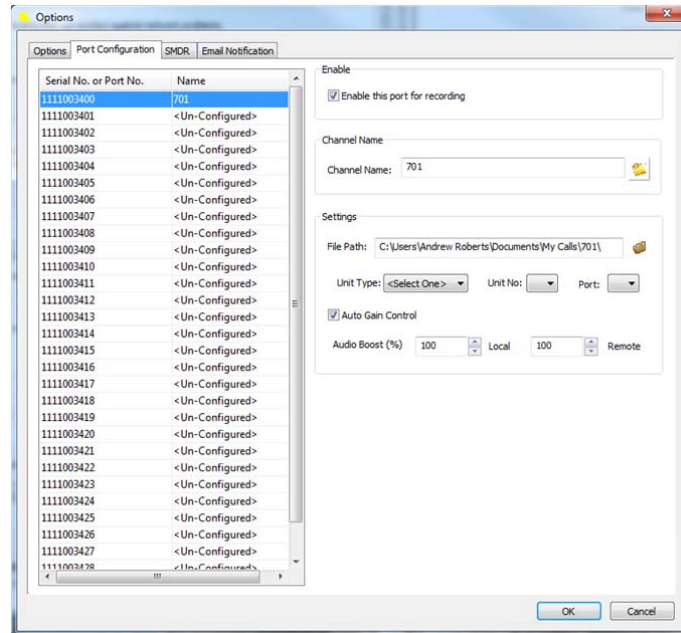 Options
Options Port Configuration SMDR Email Notification
Serial No. or Port No. Name
1111003400 701
1111003401 <Un-Configured>
1111003402 <Un-Configured>
1111003403 <Un-Configured>
1111003404 <Un-Configured>
1111003405 <Un-Configured>
1111003406 <Un-Configured>
1111003407 <Un-Configured>
1111003408 <Un-Configured>
1111003409 <Un-Configured>
1111003410 <Un-Configured>
1111003411 <Un-Configured>
1111003412 <Un-Configured>
1111003413 <Un-Configured>
1111003414 <Un-Configured>
1111003415 <Un-Configured>
1111003416 <Un-Configured>
1111003417 <Un-Configured>
1111003418 <Un-Configured>
1111003419 <Un-Configured>
1111003420 <Un-Configured>
1111003421 <Un-Configured>
1111003422 <Un-Configured>
1111003423 <Un-Configured>
1111003424 <Un-Configured>
1111003425 <Un-Configured>
1111003426 <Un-Configured>
1111003427 <Un-Configured>
1111003428 <Un-Configured>
Enable
Enable this port for recording
Channel Name
Channel Name: 701
Settings
File Path: C:\Users\Andrew Roberts\Documents\My Calls\701\
Unit Type: <Select One> Unit No: Port:
Auto Gain Control
Audio Boost (%) 100 Local 100 Remote
OK Cancel